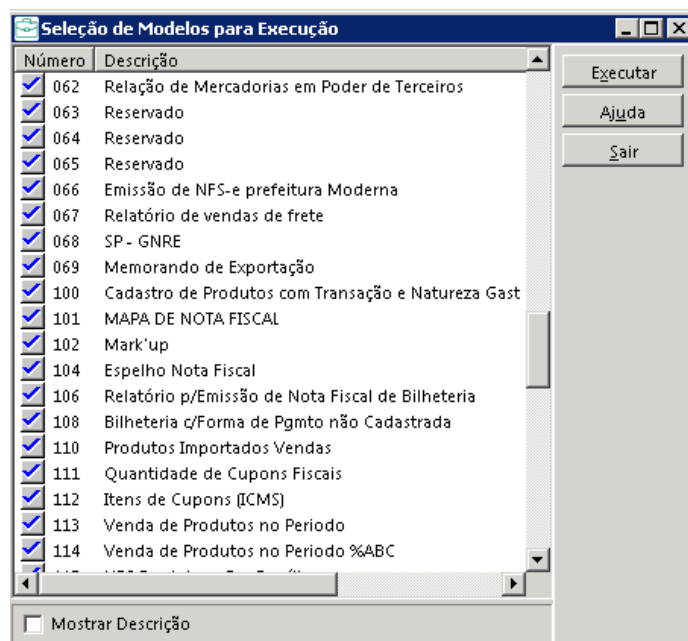 Seleção de Modelos para Execução
Número Descrição
062 Relação de Mercadorias em Poder de Terceiros
063 Reservado
064 Reservado
065 Reservado
066 Emissão de NFS-e prefeitura Moderna
067 Relatório de vendas de frete
068 SP - GNRE
069 Memorando de Exportação
100 Cadastro de Produtos com Transação e Natureza Gast
101 MAPA DE NOTA FISCAL
102 Mark'up
104 Espelho Nota Fiscal
106 Relatório p/Emissão de Nota Fiscal de Bilheteria
108 Bilheteria c/Forma de Pgmto não Cadastrada
110 Produtos Importados Vendas
111 Quantidade de Cupons Fiscais
112 Itens de Cupons (ICMS)
113 Venda de Produtos no Periodo
114 Venda de Produtos no Periodo %ABC
Mostrar Descrição
Executar
Ajuda
Sair